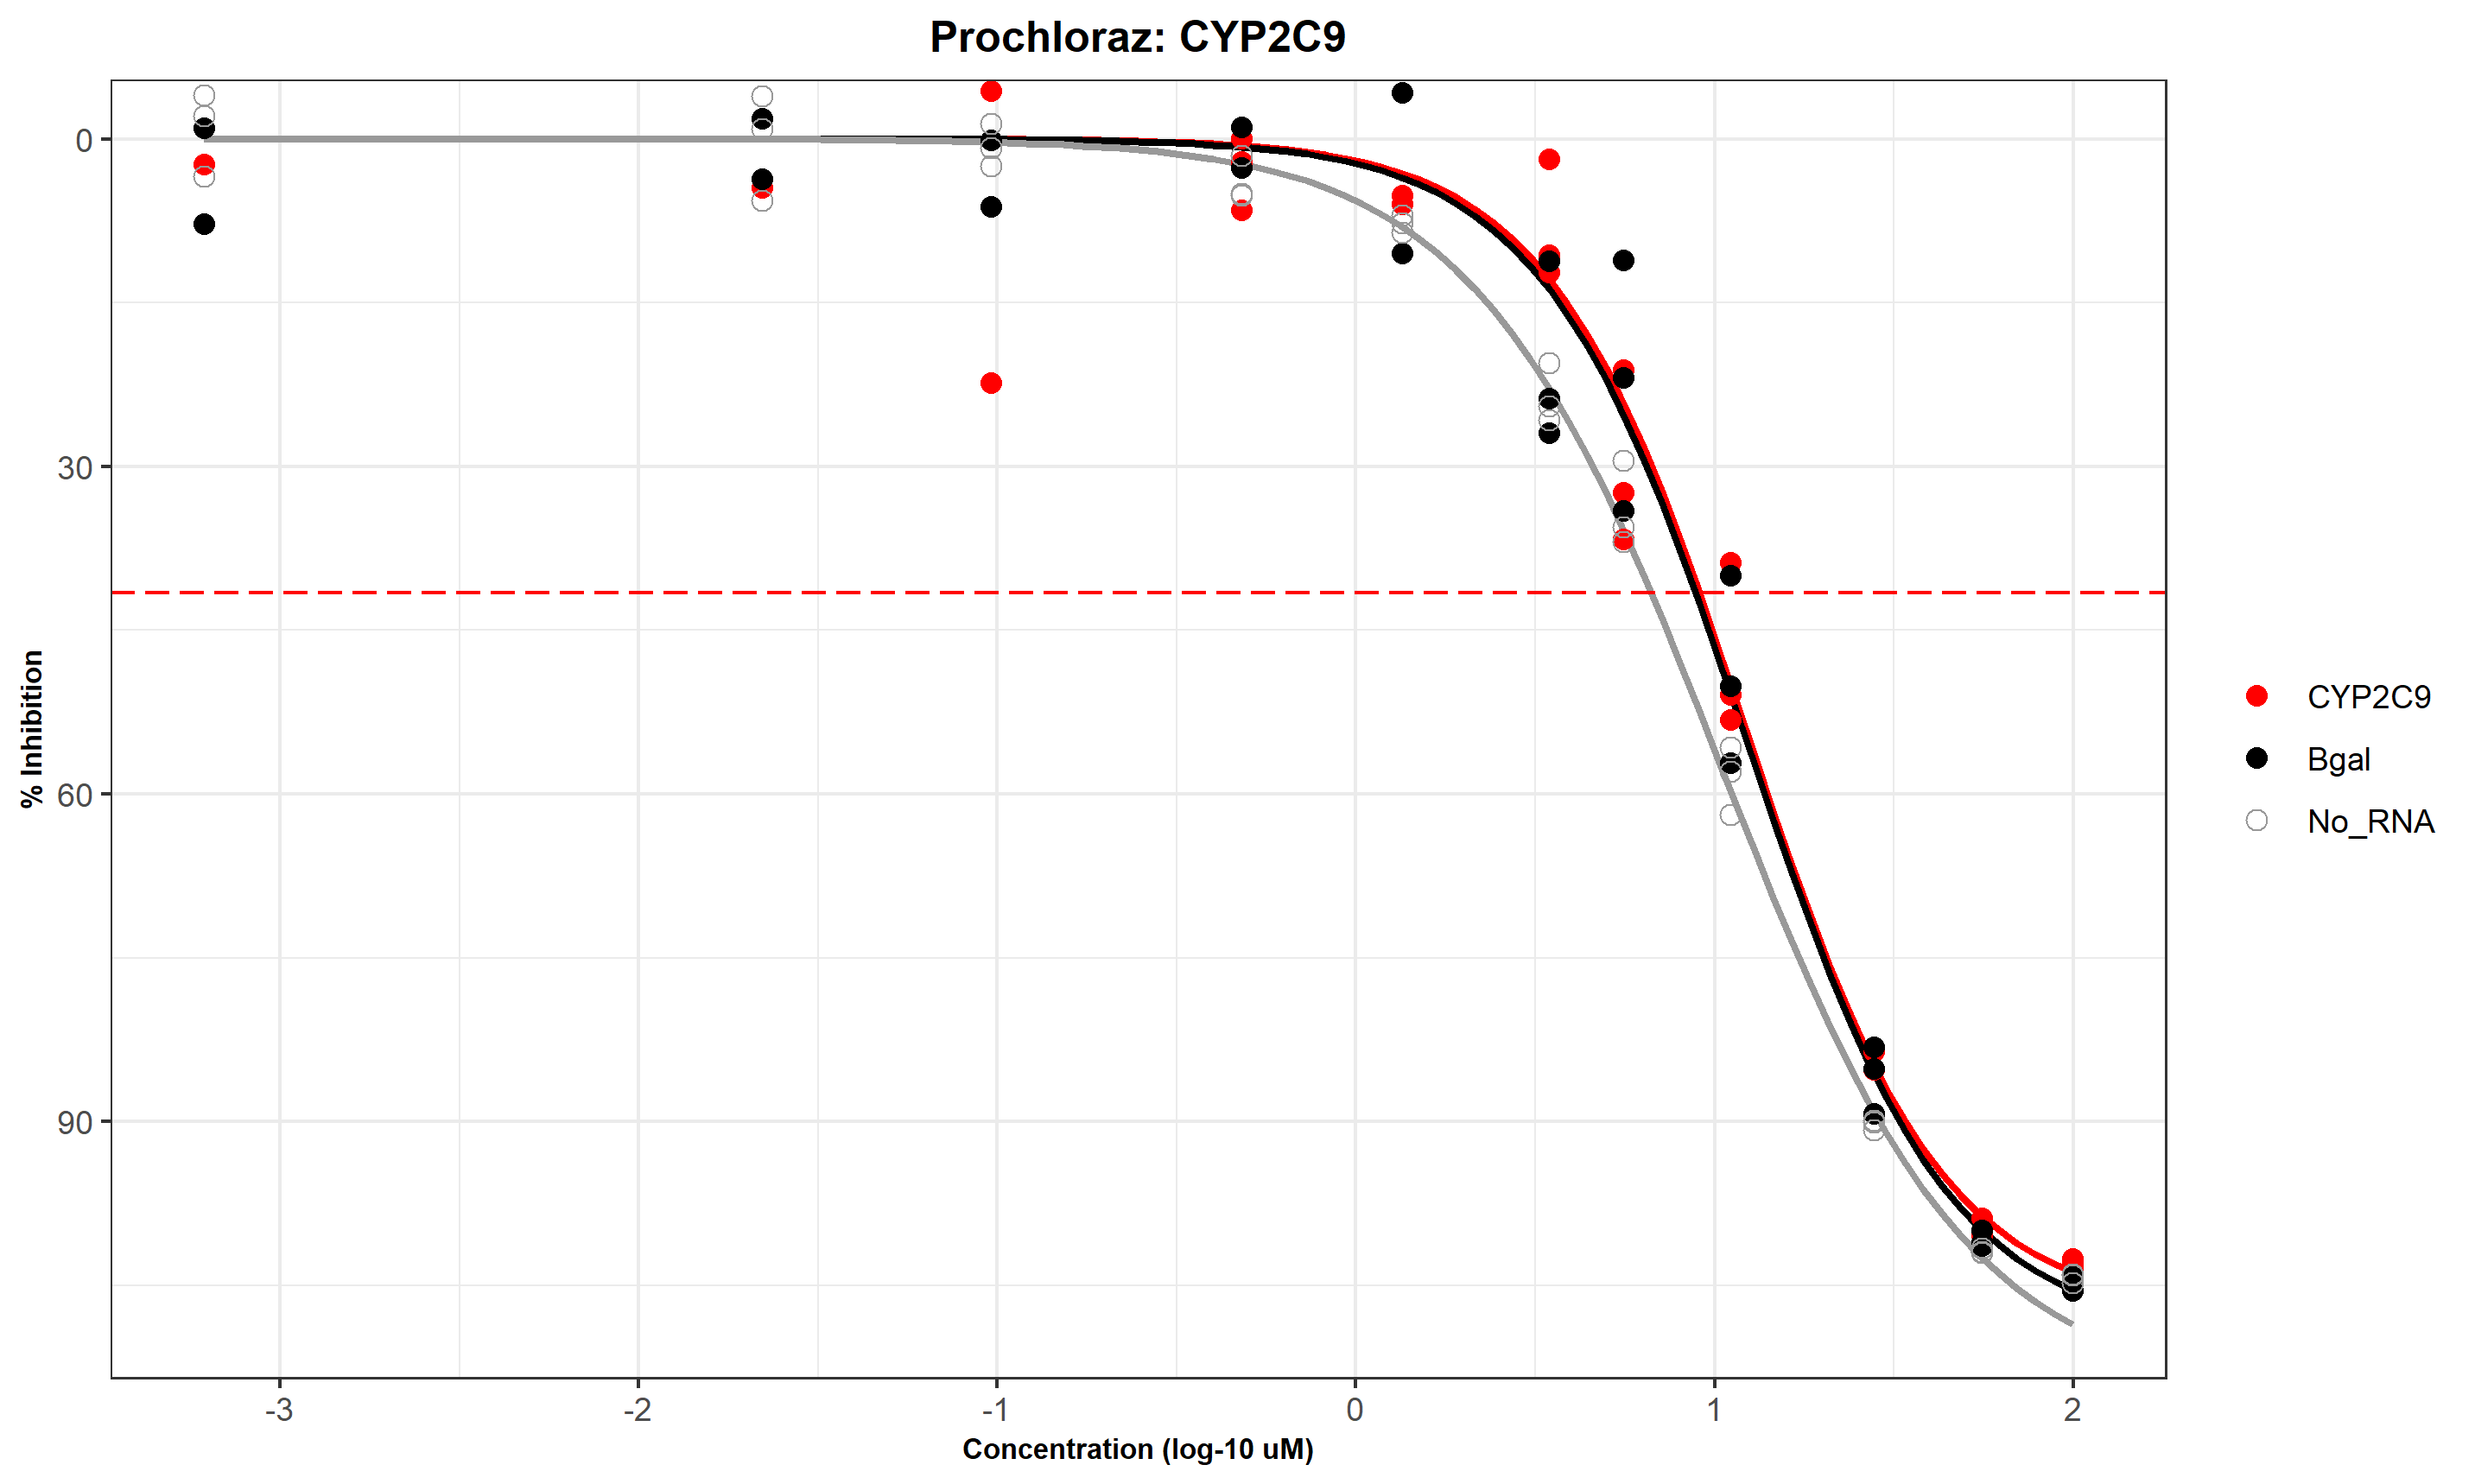 Prochloraz: CYP2C9
% Inhibition
0
30
60
90
-3
-2
-1
0
1
2
Concentration (log-10 uM)
CYP2C9
Bgal
No_RNA